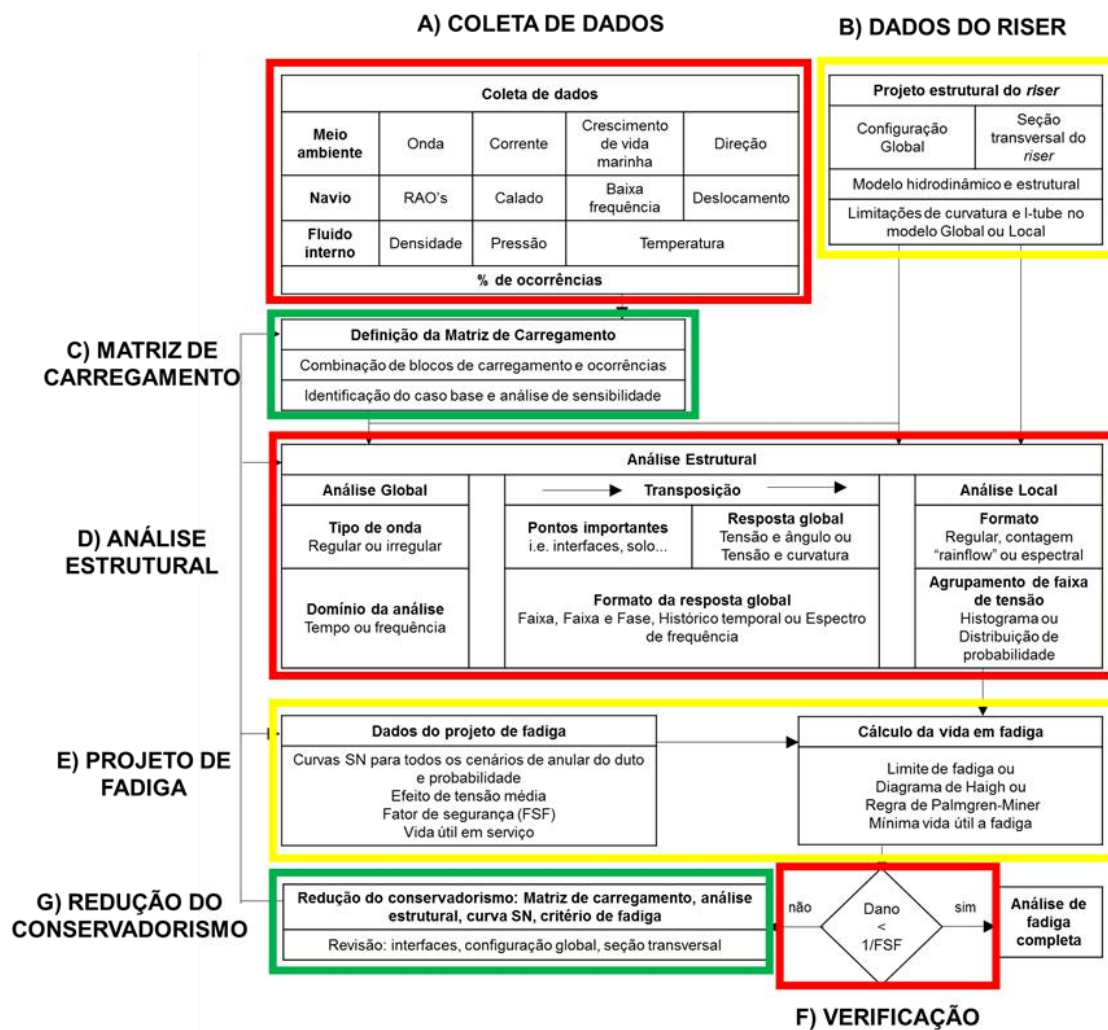 A) COLETA DE DADOS
B) DADOS DO RISER
Coleta de dados
Meio
ambiente
Onda
Corrente
Crescimento
de vida
marinha
Direção
Navio
RAO's
Calado
Baixa
frequência
Deslocamento
Fluido
interno
Densidade
Pressão
Temperatura
% de ocorrências
Projeto estrutural do riser
Configuração
Global
Seção
transversal do
riser
Modelo hidrodinâmico e estrutural
Limitações de curvatura e I-tube no
modelo Global ou Local
C) MATRIZ DE
CARREGAMENTO
Definição da Matriz de Carregamento
Combinação de blocos de carregamento e ocorrências
Identificação do caso base e análise de sensibilidade
D) ANÁLISE
ESTRUTURAL
Análise Estrutural
Análise Global
Transposição
Análise Local
Tipo de onda
Regular ou irregular
Pontos importantes
i.e. interfaces, solo...
Resposta global
Tensão e ângulo ou
Tensão e curvatura
Formato
Regular, contagem
"rainflow" ou espectral
Domínio da análise
Tempo ou frequência
Formato da resposta global
Faixa, Faixa e Fase, Histórico temporal ou Espectro
de frequência
Agrupamento de faixa
de tensão
Histograma ou
Distribuição de
probabilidade
E) PROJETO DE
FADIGA
Dados do projeto de fadiga
Curvas SN para todos os cenários de anular do duto
e probabilidade
Efeito de tensão média
Fator de segurança (FSF)
Vida útil em serviço
Cálculo da vida em fadiga
Limite de fadiga ou
Diagrama de Haigh ou
Regra de Palmgren-Miner
Mínima vida útil a fadiga
G) REDUÇÃO DO
CONSERVADORISMO
Redução do conservadorismo: Matriz de carregamento, análise
estrutural, curva SN, critério de fadiga
Revisão: interfaces, configuração global, seção transversal
não
Dano
<
1/FSF
sim
Análise de
fadiga
completa
F) VERIFICAÇÃO